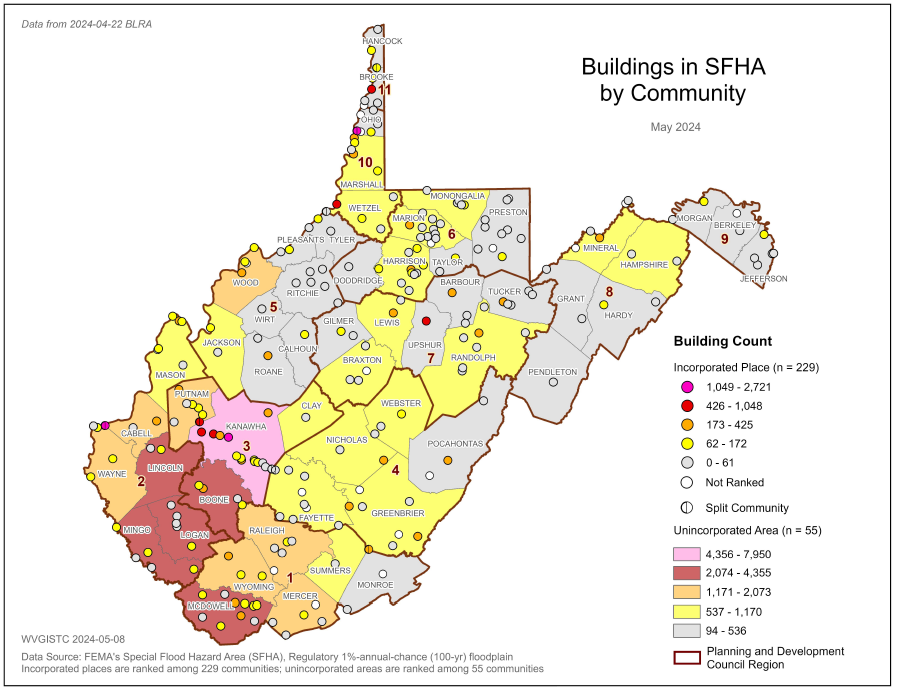 Data from 2024-04-22 BLRA
Buildings in SFHA
by Community
May 2024
HANCOCK
BROOKE
11
OHIO
10
MARSHALL
WETZEL
MONONGALIA
MARION
PRESTON
6
PLEASANTS
TYLER
HARRISON
TAYLOR
DODDRIDGE
BARBOUR
WOOD
RITCHIE
5
WIRT
TUCKER
MINERAL
HAMPSHIRE
MORGAN
BERKELEY
9
JEFFERSON
GRANT
8
HARDY
GILMER
LEWIS
JACKSON
CALHOUN
UPSHUR
7
RANDOLPH
ROANE
BRAXTON
MASON
PENDLETON
PUTNAM
CLAY
WEBSTER
KANAWHA
CABELL
3
NICHOLAS
POCAHONTAS
WAYNE
2
LINCOLN
4
BOONE
GREENBRIER
FAYETTE
MINGO
LOGAN
RALEIGH
SUMMERS
1
WYOMING
MONROE
MERCER
MCDOWELL
Building Count
Incorporated Place (n = 229)
1,049 - 2,721
426 - 1,048
173 - 425
62 - 172
0 - 61
Not Ranked
Split Community
Unincorporated Area (n = 55)
4,356 - 7,950
2,074 - 4,355
1,171 - 2,073
537 - 1,170
94 - 536
Planning and Development
Council Region
WVGISTC 2024-05-08
Data Source: FEMA's Special Flood Hazard Area (SFHA), Regulatory 1%-annual-chance (100-yr) floodplain
Incorporated places are ranked among 229 communities; unincorporated areas are ranked among 55 communities